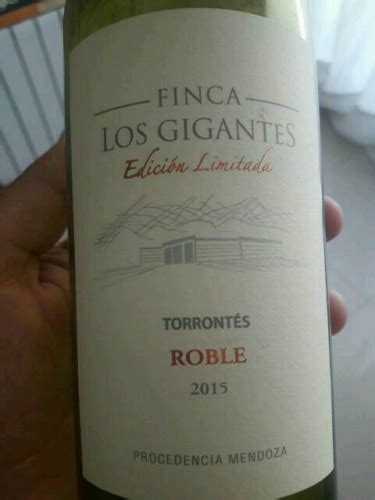 FINCA
LOS GIGANTES
Edición Limitada
TORRONTÉS
ROBLE
2015
PROCEDENCIA MENDOZA